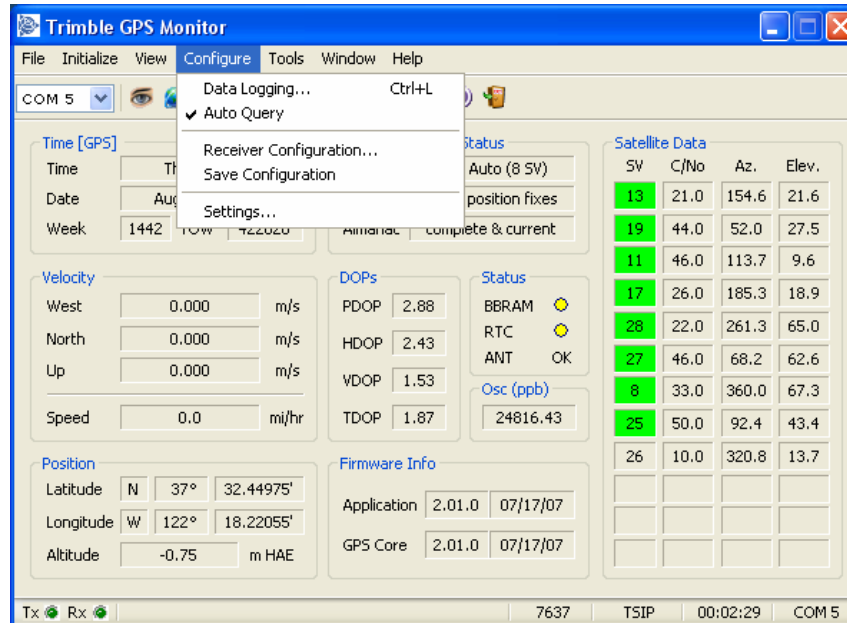 Trimble GPS Monitor
File Initialize View Configure Tools Window Help
COM 5
Data Logging... Ctrl+L
Auto Query
Receiver Configuration...
Save Configuration
Settings...
Time [GPS] Status Satellite Data
Time Auto (8 SV) SV C/No Az. Elev.
Date position fixes 13 21.0 154.6 21.6
Week 1442 TOW 422020 Almanac complete & current 19 44.0 52.0 27.5
11 46.0 113.7 9.6
Velocity DOPs Status 17 26.0 185.3 18.9
West 0.000 m/s PDOP 2.88 BBRAM
North 0.000 m/s HDOP 2.43 RTC 28 22.0 261.3 65.0
Up 0.000 m/s VDOP 1.53 ANT OK 27 46.0 68.2 62.6
Osc (ppb) 8 33.0 360.0 67.3
Speed 0.0 mi/hr TDOP 1.87 24816.43 25 50.0 92.4 43.4
Position Firmware Info 26 10.0 320.8 13.7
Latitude N 37° 32.44975'
Application 2.01.0 07/17/07
Longitude W 122° 18.22055'
Altitude -0.75 m HAE GPS Core 2.01.0 07/17/07
Tx Rx 7637 TSIP 00:02:29 COM 5